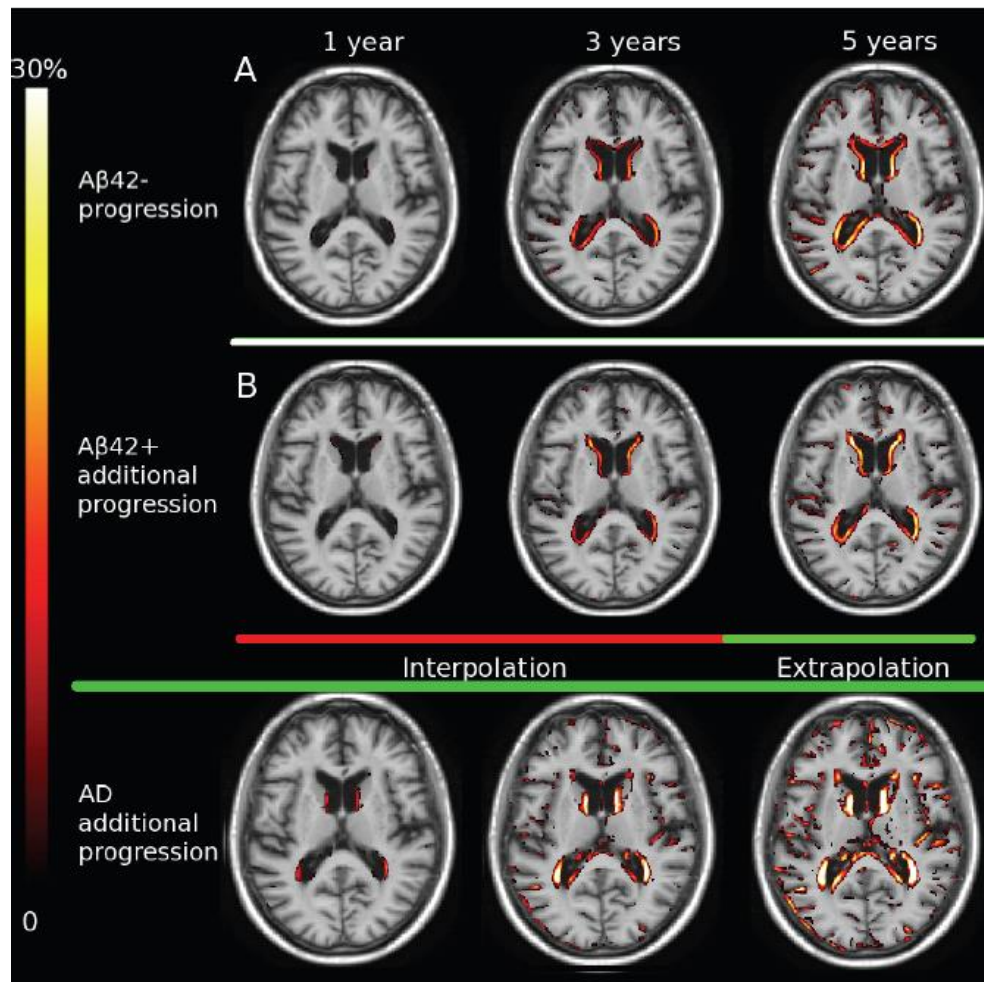 1 year 3 years 5 years
30%
A
Aβ42-
progression
B
Aβ42+
additional
progression
Interpolation Extrapolation
AD
additional
progression
0